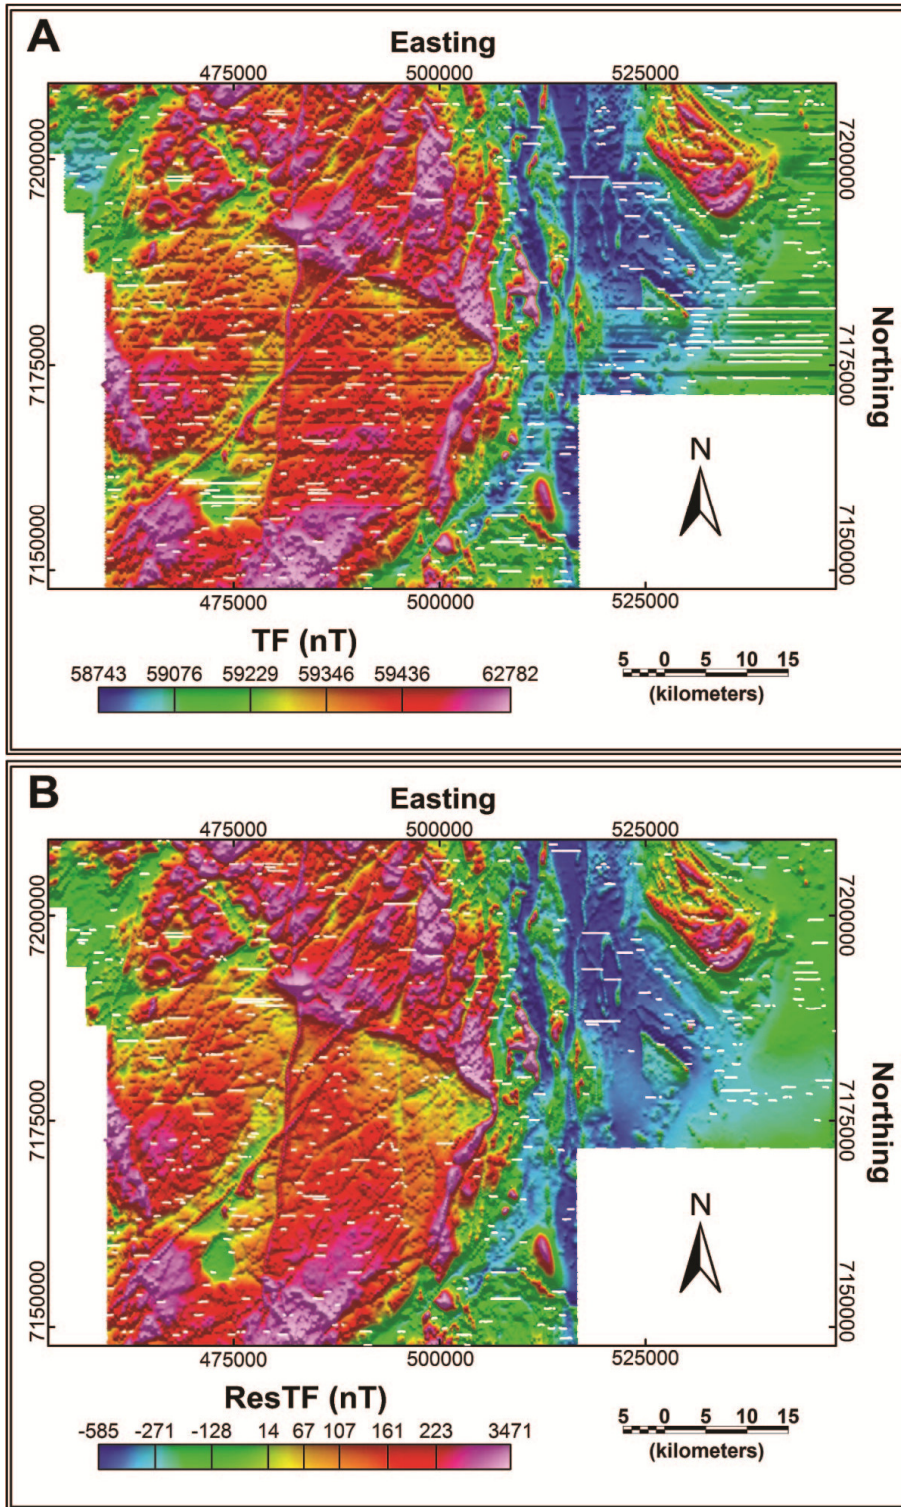 A
Easting
475000 500000 525000
7200000 7200000
Northing
7175000 7175000
N
7150000 7150000
475000 500000 525000
TF (nT)
58743 59076 59229 59346 59436 62782
5 0 5 10 15
(kilometers)
B
Easting
475000 500000 525000
7200000 7200000
Northing
7175000 7175000
N
7150000 7150000
475000 500000 525000
ResTF (nT)
-585 -271 -128 14 67 107 161 223 3471
5 0 5 10 15
(kilometers)